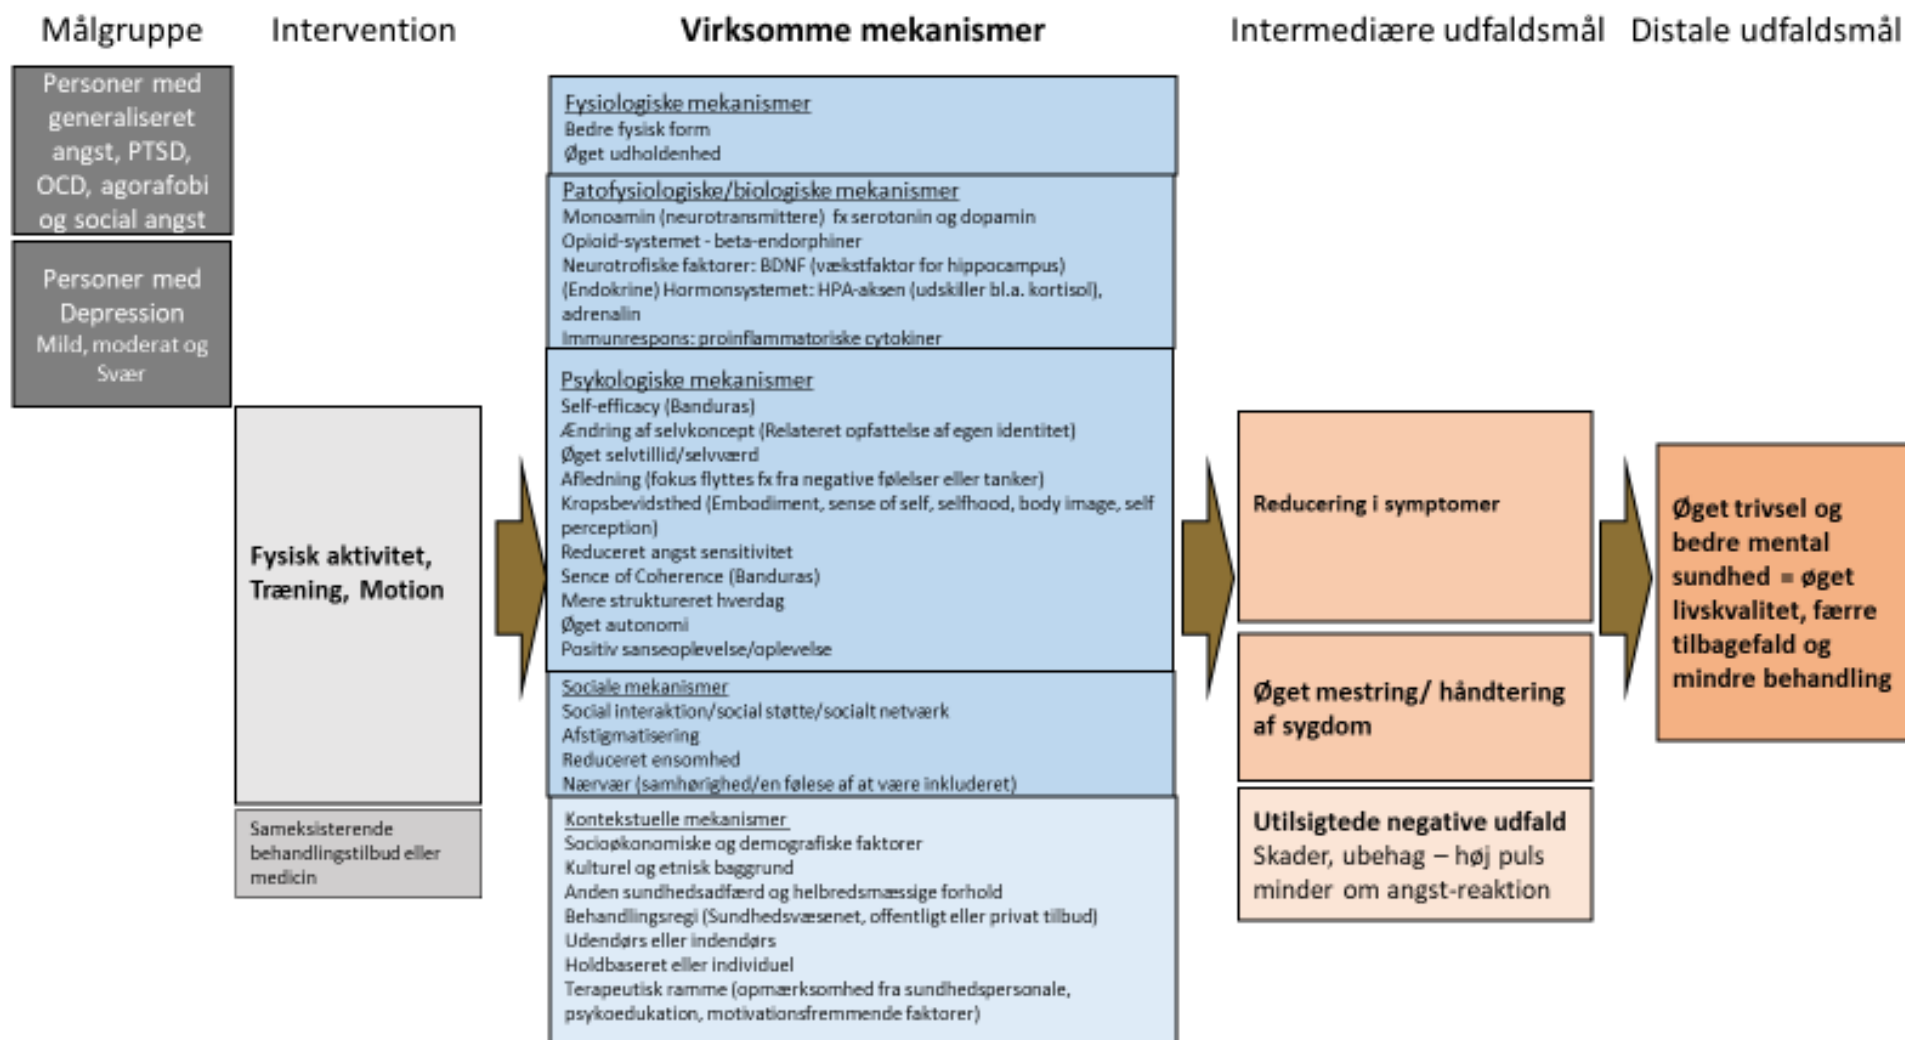 Målgruppe
Intervention
Virksomme mekanismer
Intermediære udfaldsmål
Distale udfaldsmål
Personer med
generaliseret
angst, PTSD,
OCD, agorafobi
og social angst
Personer med
Depression
Mild, moderat og
Svær
Fysisk aktivitet,
Træning, Motion
Sameksisterende
behandlingstilbud eller
medicin
Fysiologiske mekanismer
Bedre fysisk form
Øget udholdenhed
Patofysiologiske/biologiske mekanismer
Monoamin (neurotransmittere) fx serotonin og dopamin
Opioid-systemet - beta-endorphiner
Neurotrofiske faktorer: BDNF (vækstfaktor for hippocampus)
(Endokrine) Hormonsystemet: HPA-aksen (udskiller bl.a. kortisol),
adrenalin
Immunrespons: proinflammatoriske cytokiner
Psykologiske mekanismer
Self-efficacy (Banduras)
Ændring af selvkoncept (Relateret opfattelse af egen identitet)
Øget selvtillid/selvværd
Afledning (fokus flyttes fx fra negative følelser eller tanker)
Kropsbevidsthed (Embodiment, sense of self, selfhood, body image, self
perception)
Reduceret angst sensitivitet
Sence of Coherence (Banduras)
Mere struktureret hverdag
Øget autonomi
Positiv sanseoplevelse/oplevelse
Sociale mekanismer
Social interaktion/social støtte/socialt netværk
Afstigmatisering
Reduceret ensomhed
Nærvær (samhørighed/en følese af at være inkluderet)
Kontekstuelle mekanismer
Socioøkonomiske og demografiske faktorer
Kulturel og etnisk baggrund
Anden sundhedsadfærd og helbredsmæssige forhold
Behandlingsregi (Sundhedsvæsenet, offentligt eller privat tilbud)
Udendørs eller indendørs
Holdbaseret eller individuel
Terapeutisk ramme (opmærksomhed fra sundhedspersonale,
psykoedukation, motivationsfremmende faktorer)
Reducering i symptomer
Øget mestring/ håndtering
af sygdom
Utilsigtede negative udfald
Skader, ubehag – høj puls
minder om angst-reaktion
Øget trivsel og
bedre mental
sundhed = øget
livskvalitet, færre
tilbagefald og
mindre behandling